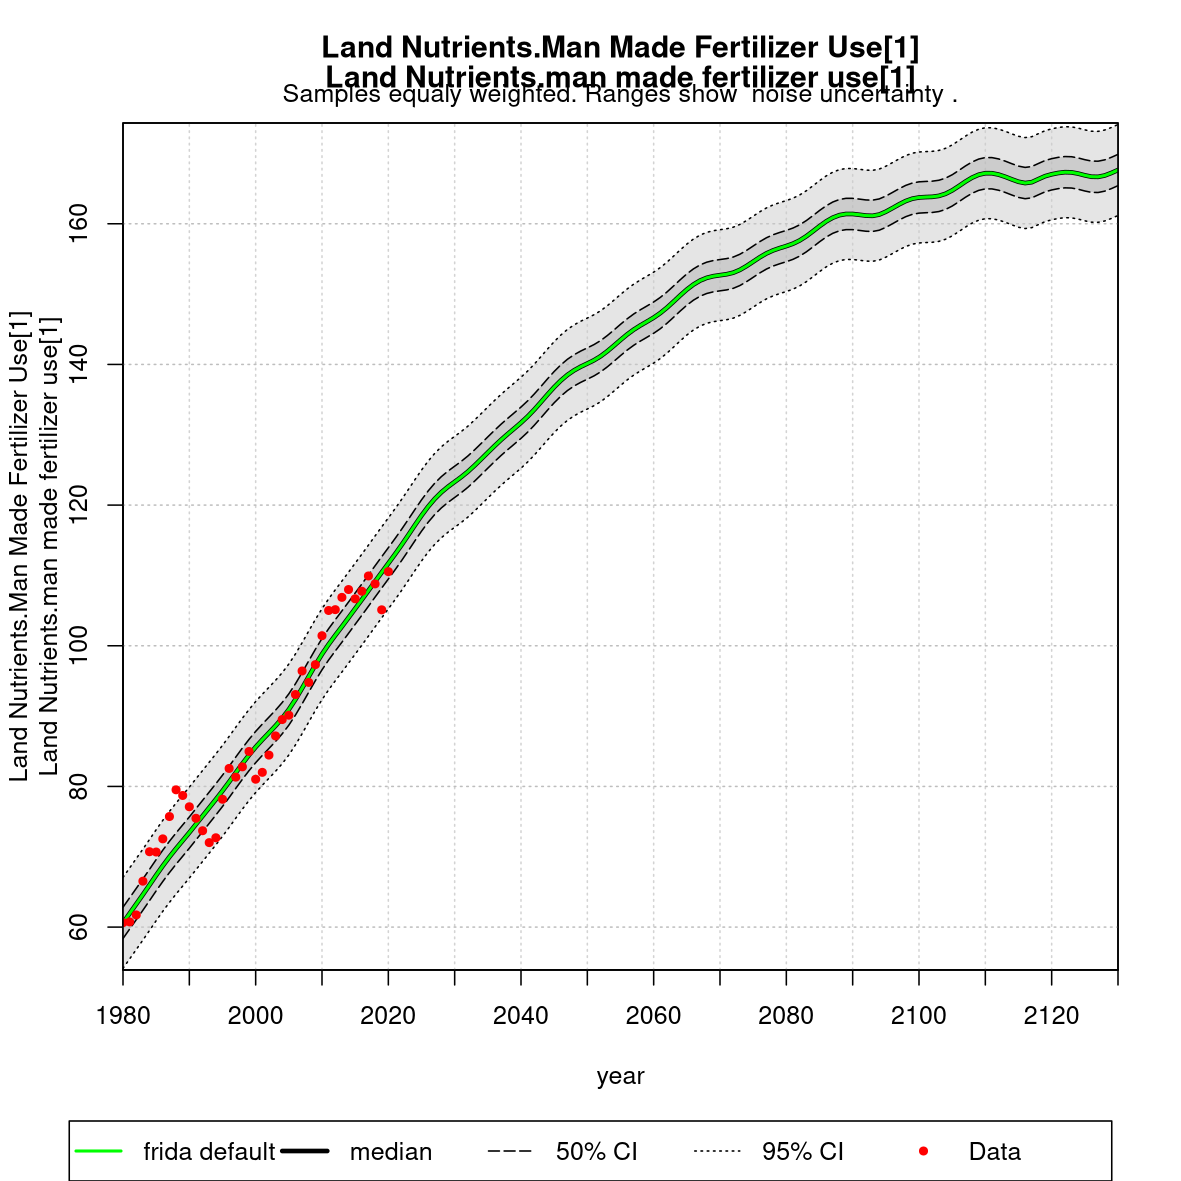 Land Nutrients.Man Made Fertilizer Use[1]
Land Nutrients.man made fertilizer use[1]
Samples equaly weighted. Ranges show  noise uncertainty .
Land Nutrients.Man Made Fertilizer Use[1]
Land Nutrients.man made fertilizer use[1]
160
140
120
100
80
60
1980 2000 2020 2040 2060 2080 2100 2120
year
frida default median 50% CI 95% CI Data